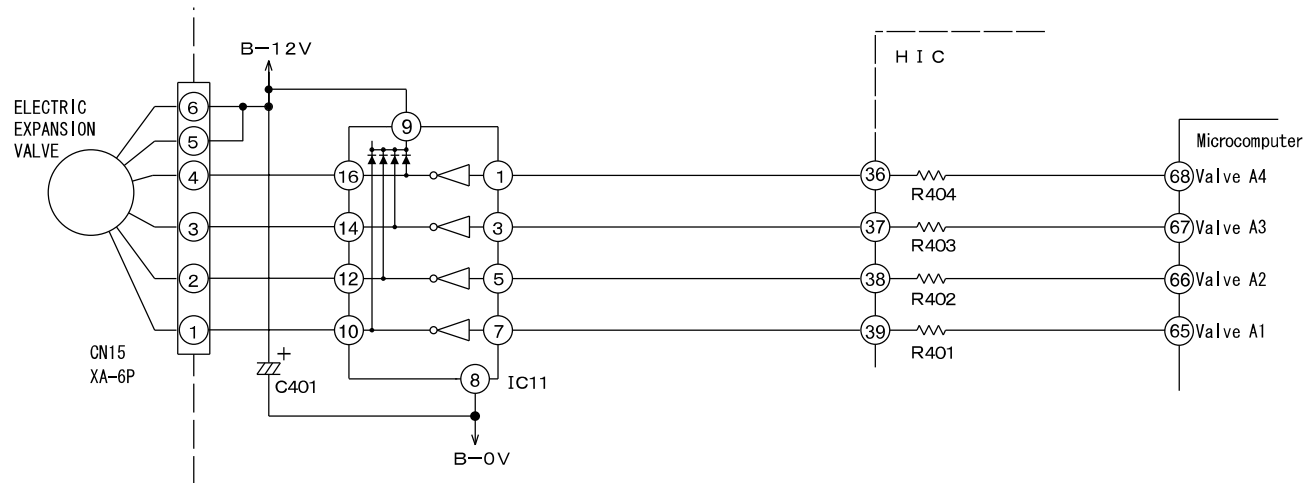 B-12V
HIC
ELECTRIC
EXPANSION
VALVE
6
5
4
3
2
1
CN15
XA-6P
9
16
14
12
10
1
3
5
7
8
IC11
+
C401
B-0V
36
37
38
39
R404
R403
R402
R401
Microcomputer
68 Valve A4
67 Valve A3
66 Valve A2
65 Valve A1